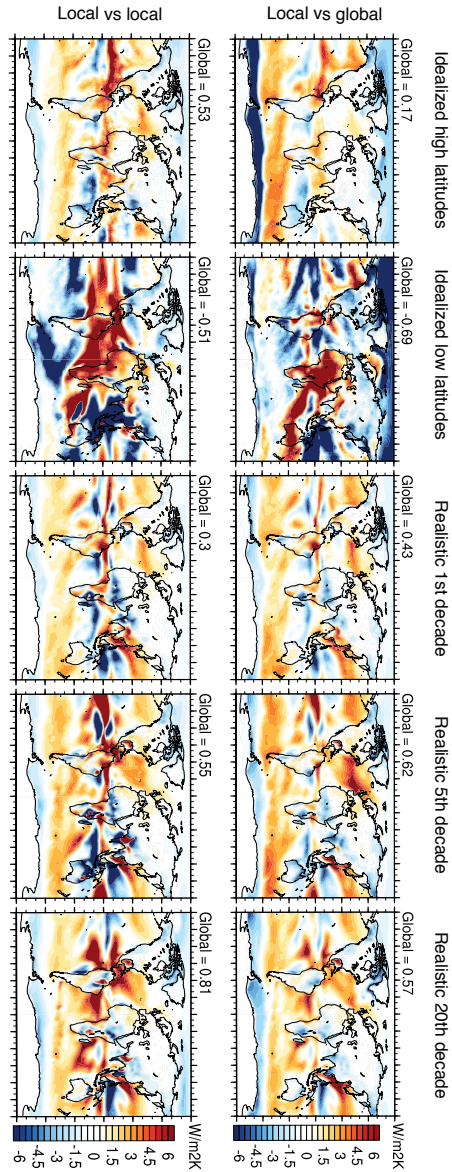 Idealized high latitudes
Idealized low latitudes
Realistic 1st decade
Realistic 5th decade
Realistic 20th decade
Local vs global
Global = 0.17
Global = -0.69
Global = 0.43
Global = 0.62
Global = 0.57
W/m2K
6
4.5
3
1.5
0
-1.5
-3
-4.5
-6
Local vs local
Global = 0.53
Global = -0.51
Global = 0.3
Global = 0.55
Global = 0.81
W/m2K
6
4.5
3
1.5
0
-1.5
-3
-4.5
-6